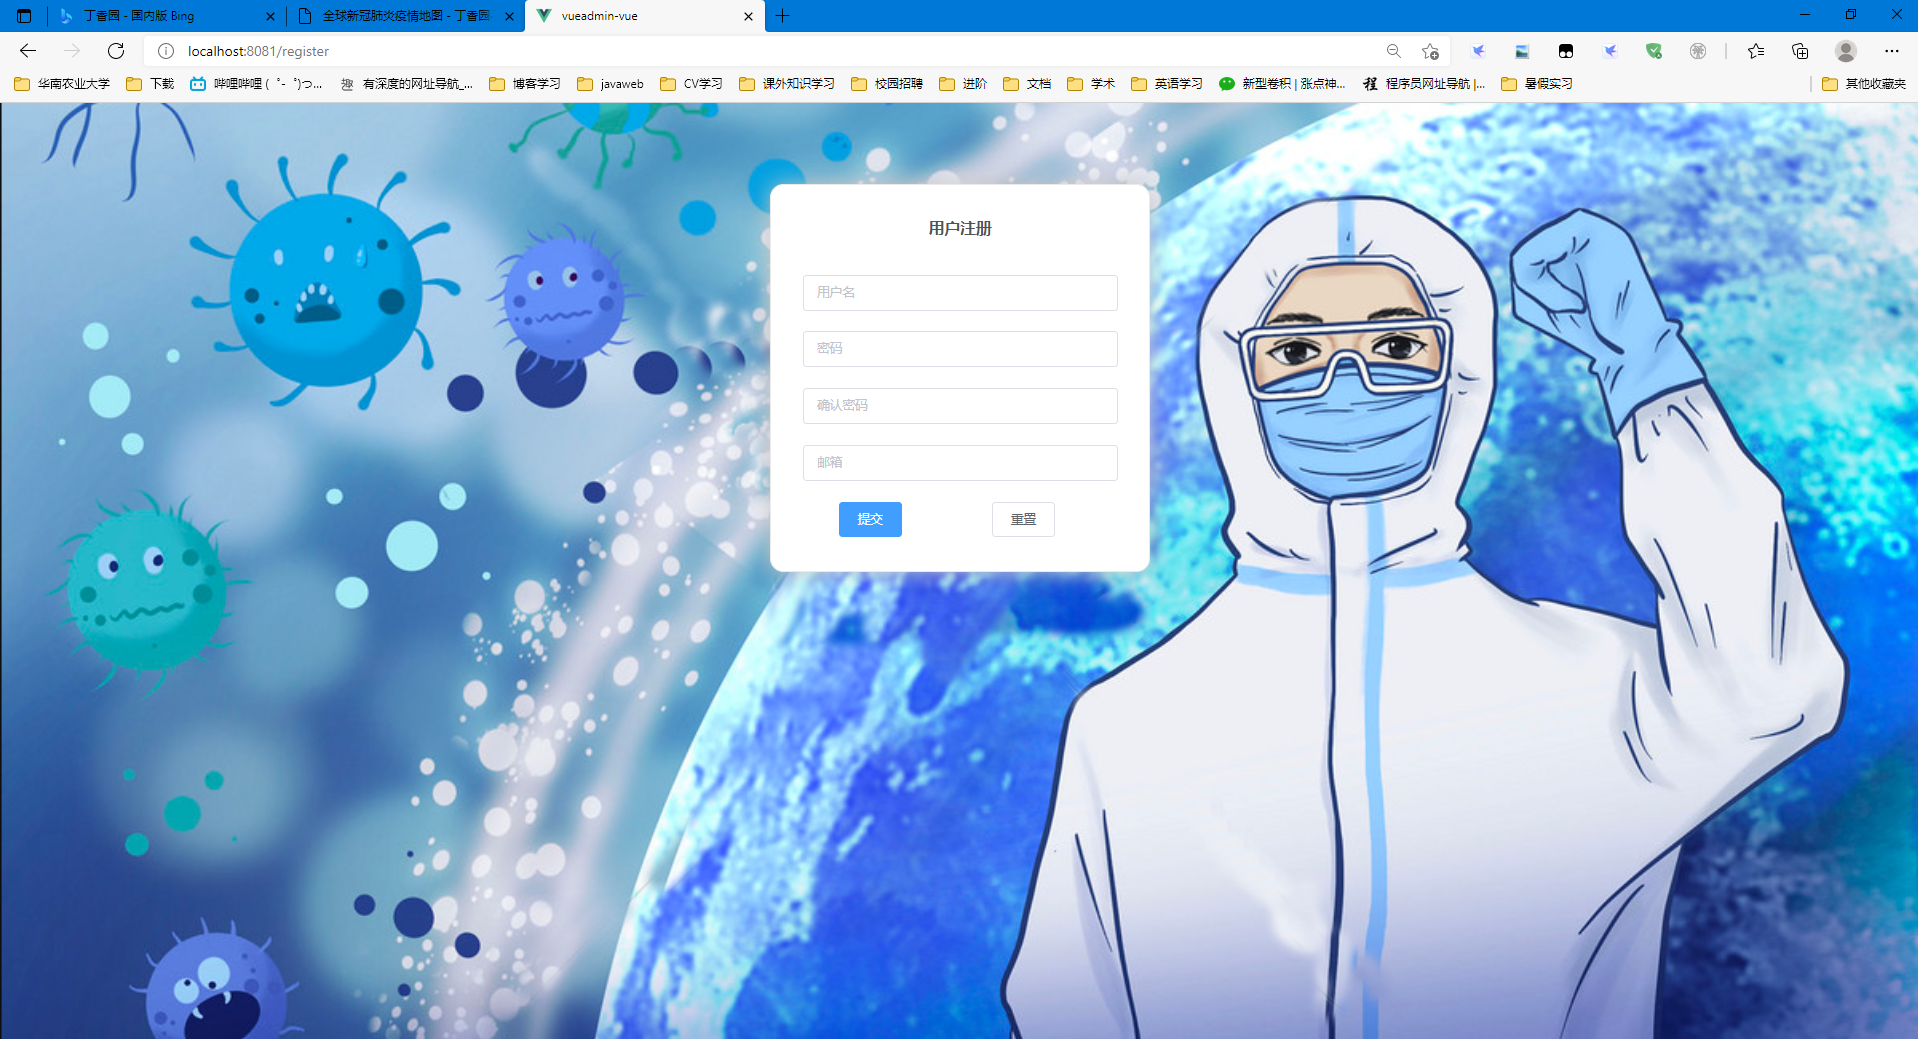 丁香园 - 国内版 Bing
全球新冠肺炎疫情地图 - 丁香园
vueadmin-vue
localhost:8081/register
华南农业大学
下载
哔哩哔哩 (゜-゜)つ...
有深度的网址导航_...
博客学习
javaweb
CV学习
课外知识学习
校园招聘
进阶
文档
学术
英语学习
新型卷积 | 涨点神...
程序员网址导航 |...
暑假实习
其他收藏夹
用户注册
用户名
密码
确认密码
邮箱
提交
重置